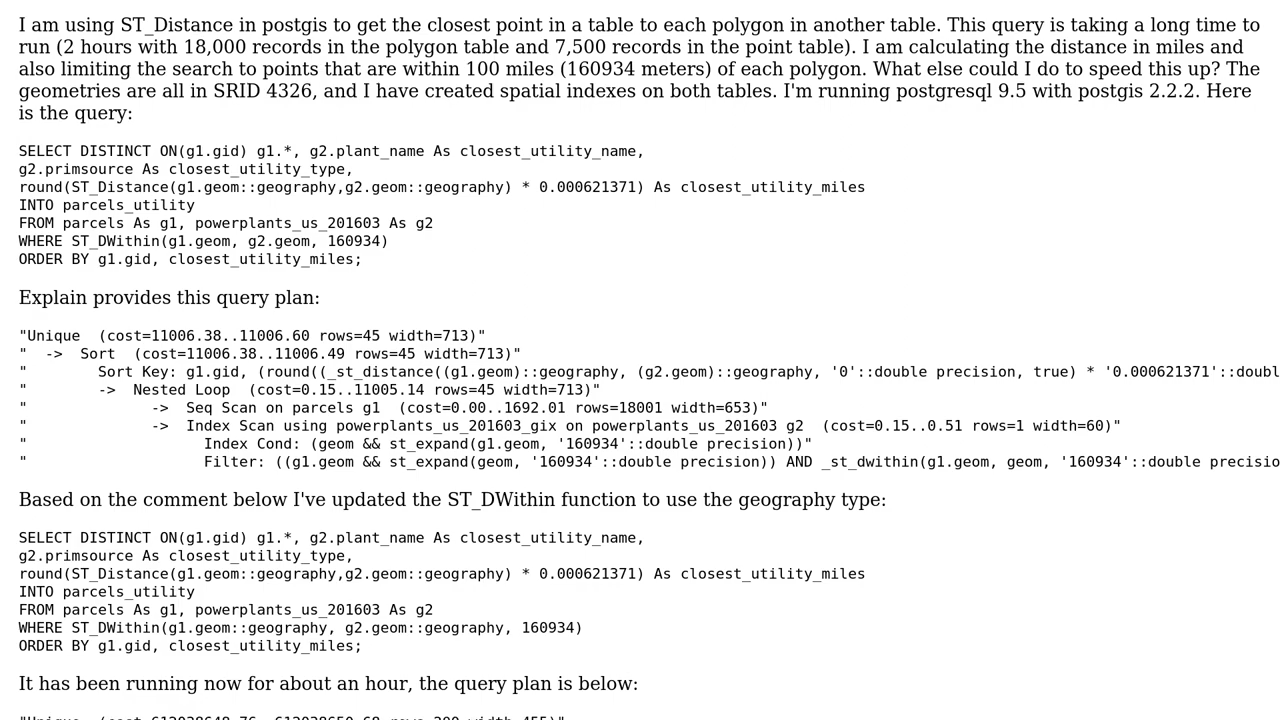 I am using ST_Distance in postgis to get the closest point in a table to each polygon in another table. This query is taking a long time to
run (2 hours with 18,000 records in the polygon table and 7,500 records in the point table). I am calculating the distance in miles and
also limiting the search to points that are within 100 miles (160934 meters) of each polygon. What else could I do to speed this up? The
geometries are all in SRID 4326, and I have created spatial indexes on both tables. I'm running postgresql 9.5 with postgis 2.2.2. Here
is the query:
SELECT DISTINCT ON(g1.gid) g1.*, g2.plant_name As closest_utility_name,
g2.primsource As closest_utility_type,
round(ST_Distance(g1.geom::geography,g2.geom::geography) * 0.000621371) As closest_utility_miles
INTO parcels_utility
FROM parcels As g1, powerplants_us_201603 As g2
WHERE ST_DWithin(g1.geom, g2.geom, 160934)
ORDER BY g1.gid, closest_utility_miles;
Explain provides this query plan:
"Unique  (cost=11006.38..11006.60 rows=45 width=713)"
"  ->  Sort  (cost=11006.38..11006.49 rows=45 width=713)"
"        Sort Key: g1.gid, (round((_st_distance((g1.geom)::geography, (g2.geom)::geography, '0'::double precision, true) * '0.000621371'::doubl
"        ->  Nested Loop  (cost=0.15..11005.14 rows=45 width=713)"
"              ->  Seq Scan on parcels g1  (cost=0.00..1692.01 rows=18001 width=653)"
"              ->  Index Scan using powerplants_us_201603_gix on powerplants_us_201603 g2  (cost=0.15..0.51 rows=1 width=60)"
"                    Index Cond: (geom && st_expand(g1.geom, '160934'::double precision))"
"                    Filter: ((g1.geom && st_expand(geom, '160934'::double precision)) AND _st_dwithin(g1.geom, geom, '160934'::double precisio
Based on the comment below I've updated the ST_DWithin function to use the geography type:
SELECT DISTINCT ON(g1.gid) g1.*, g2.plant_name As closest_utility_name,
g2.primsource As closest_utility_type,
round(ST_Distance(g1.geom::geography,g2.geom::geography) * 0.000621371) As closest_utility_miles
INTO parcels_utility
FROM parcels As g1, powerplants_us_201603 As g2
WHERE ST_DWithin(g1.geom::geography, g2.geom::geography, 160934)
ORDER BY g1.gid, closest_utility_miles;
It has been running now for about an hour, the query plan is below: